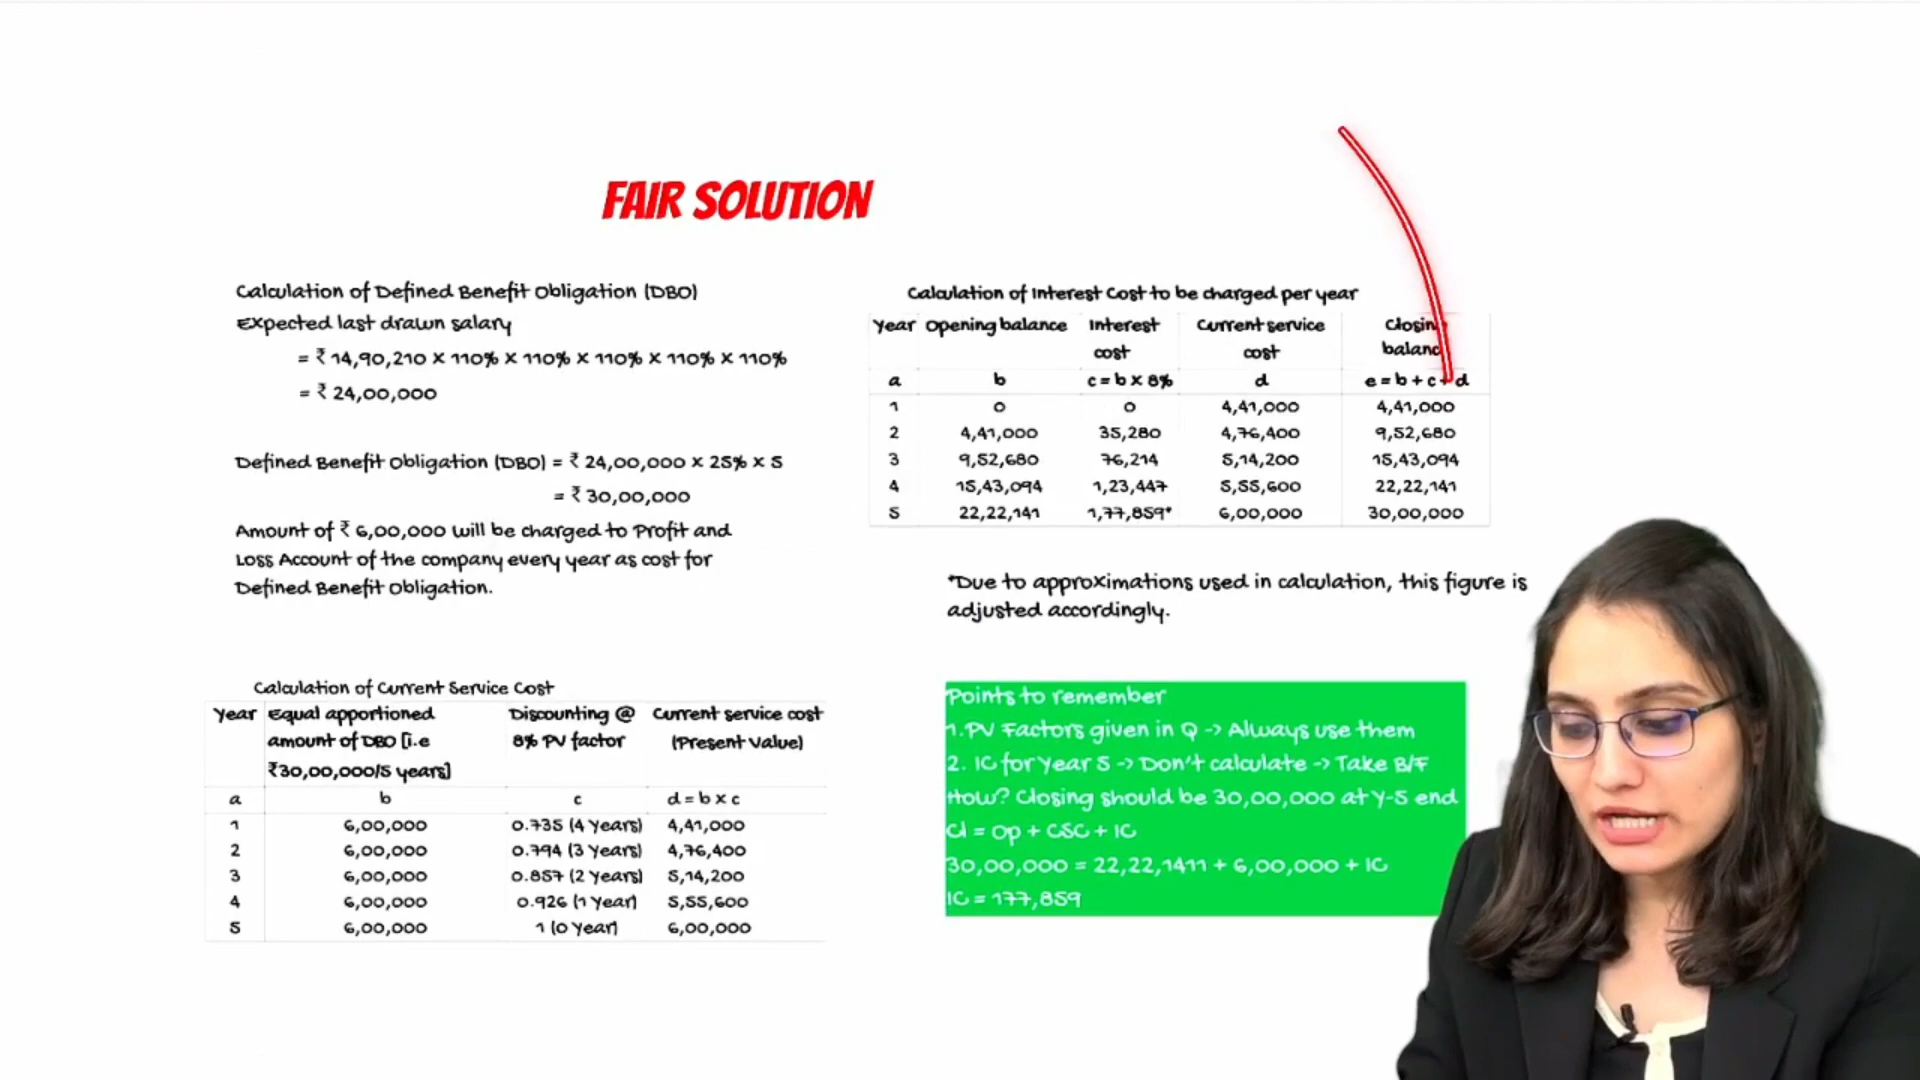 FAIR SOLUTION
Calculation of Defined Benefit Obligation (DBO)
Expected last drawn salary
= ₹ 14,90,210 x 110% x 110% x 110% x 110% x 110%
= ₹ 24,00,000
Defined Benefit Obligation (DBO) = ₹ 24,00,000 x 25% x 5
= ₹ 30,00,000
Amount of ₹ 6,00,000 will be charged to Profit and
Loss Account of the company every year as cost for
Defined Benefit Obligation.
Calculation of Current Service Cost
Year Equal apportioned Discounting @ Current service cost
amount of DBO [i.e 8% PV factor (Present Value)
₹30,00,000/5 years]
a b c d = b x c
1 6,00,000 0.735 (4 Years) 4,41,000
2 6,00,000 0.794 (3 Years) 4,76,400
3 6,00,000 0.857 (2 Years) 5,14,200
4 6,00,000 0.926 (1 Year) 5,55,600
5 6,00,000 1 (0 Year) 6,00,000
Calculation of Interest Cost to be charged per year
Year Opening balance Interest Current service Closing
cost cost balance
a b c = b x 8% d e = b + c + d
1 0 0 4,41,000 4,41,000
2 4,41,000 35,280 4,76,400 9,52,680
3 9,52,680 76,214 5,14,200 15,43,094
4 15,43,094 1,23,447 5,55,600 22,22,141
5 22,22,141 1,77,859* 6,00,000 30,00,000
*Due to approximations used in calculation, this figure is
adjusted accordingly.
Points to remember
1. PV Factors given in Q -> Always use them
2. IC for Year 5 -> Don't calculate -> Take B/F
How? Closing should be 30,00,000 at Y-5 end
Cl = Op + CSC + IC
30,00,000 = 22,22,1411 + 6,00,000 + IC
IC = 177,859